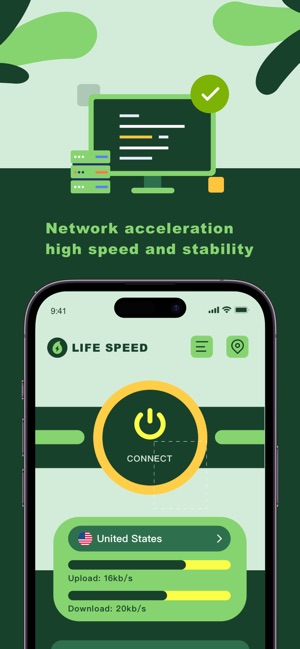 Network acceleration
high speed and stability
9:41
LIFE SPEED
CONNECT
United States
Upload: 16kb/s
Download: 20kb/s